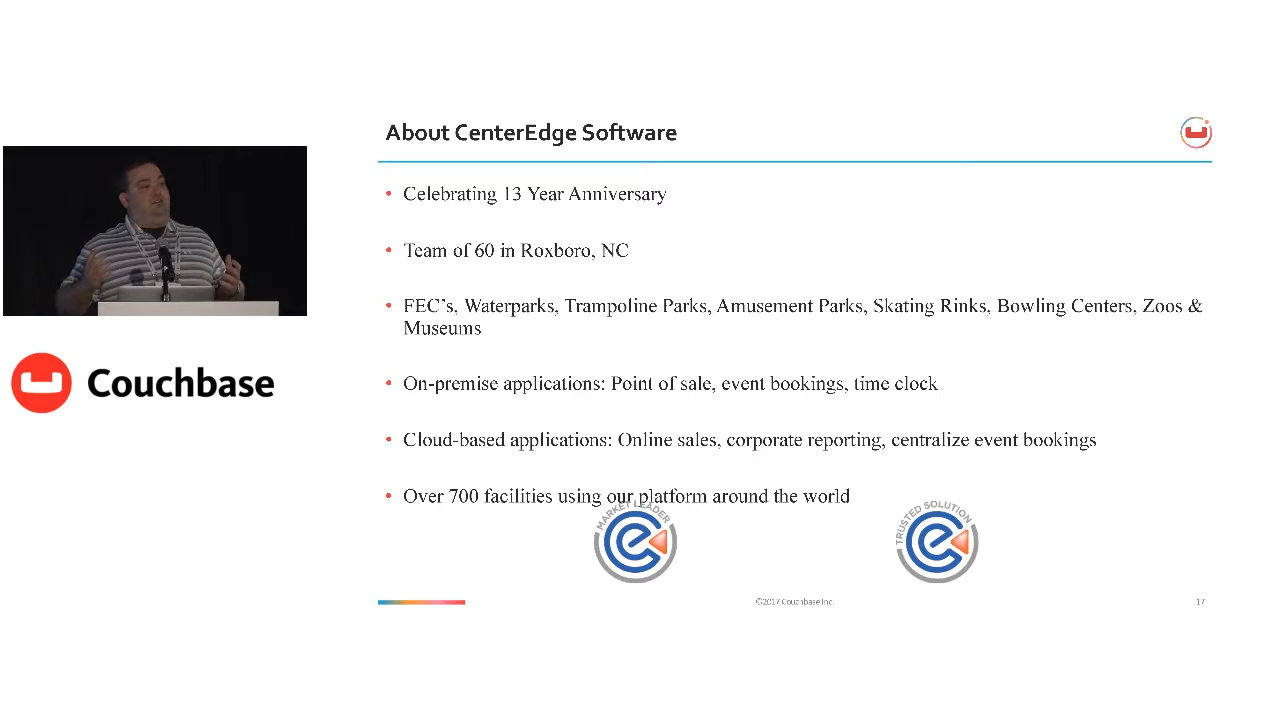 About CenterEdge Software
• Celebrating 13 Year Anniversary
• Team of 60 in Roxboro, NC
• FEC's, Waterparks, Trampoline Parks, Amusement Parks, Skating Rinks, Bowling Centers, Zoos &
Museums
Couchbase
• On-premise applications: Point of sale, event bookings, time clock
• Cloud-based applications: Online sales, corporate reporting, centralize event bookings
• Over 700 facilities using our platform around the world
MARKET LEADER
TRUSTED SOLUTION
©2017 Couchbase Inc.
17